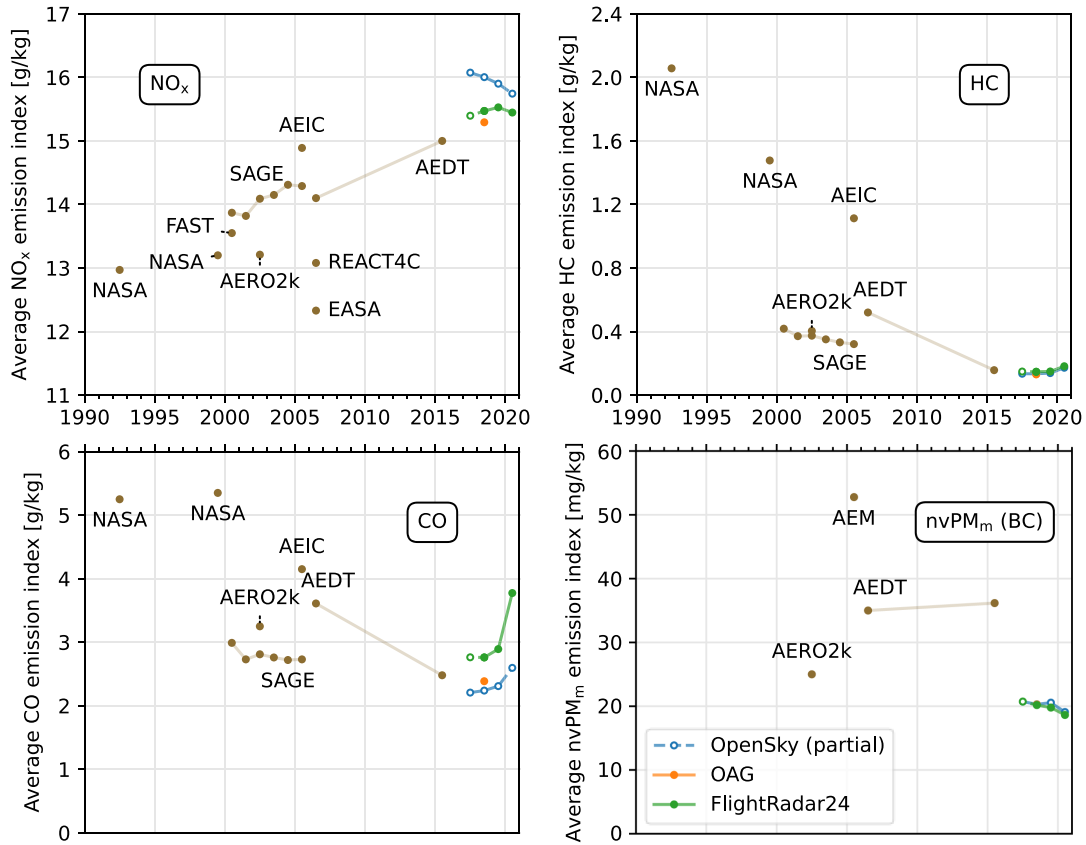 Average NOx emission index [g/kg]
17
16
15
14
13
12
11
NOx
AEIC
SAGE
AEDT
FAST
NASA
AERO2k
REACT4C
NASA
EASA
1990 1995 2000 2005 2010 2015 2020
Average HC emission index [g/kg]
2.4
2.0
1.6
1.2
0.8
0.4
0.0
NASA
HC
NASA
AEIC
AERO2k
AEDT
SAGE
1990 1995 2000 2005 2010 2015 2020
Average CO emission index [g/kg]
6
5
4
3
2
1
0
NASA
NASA
CO
AEIC
AEDT
AERO2k
SAGE
Average nvPMm emission index [mg/kg]
60
50
40
30
20
10
0
AEM
nvPMm (BC)
AEDT
AERO2k
OpenSky (partial)
OAG
FlightRadar24